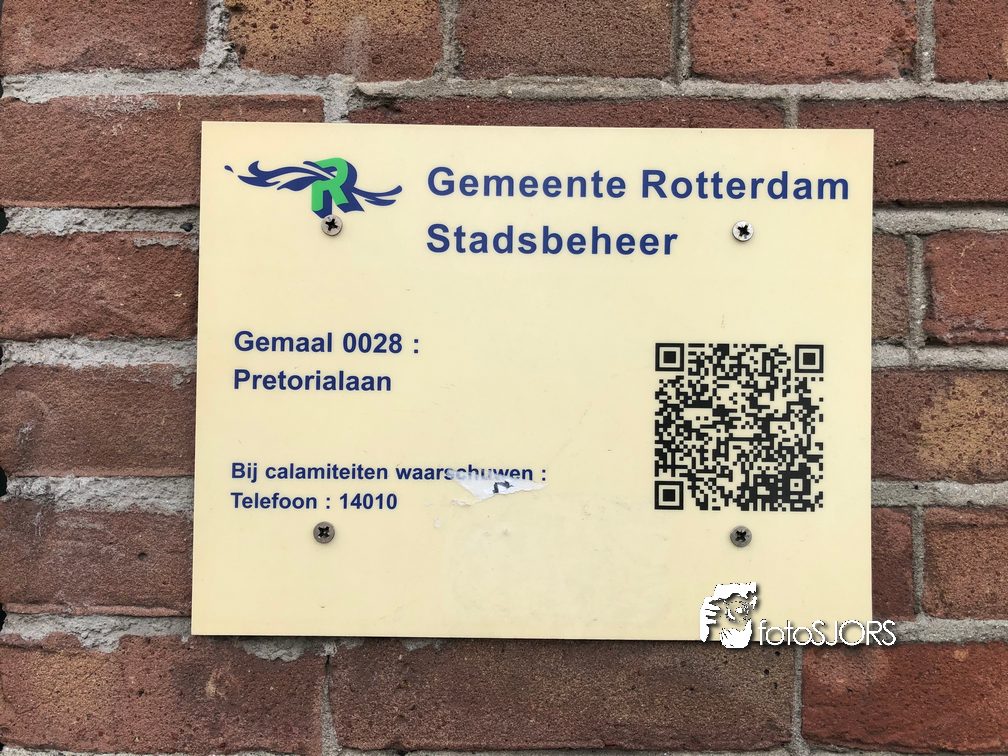 R
Gemeente Rotterdam
Stadsbeheer
Gemaal 0028 :
Pretorialaan
Bij calamiteiten waarschuwen :
Telefoon : 14010
fotoSJORS